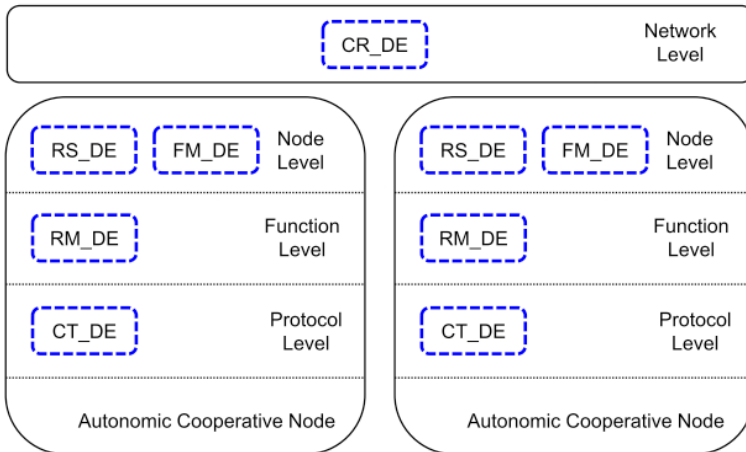 CR_DE
Network
Level
RS_DE
FM_DE
Node
Level
RM_DE
Function
Level
CT_DE
Protocol
Level
Autonomic Cooperative Node
RS_DE
FM_DE
Node
Level
RM_DE
Function
Level
CT_DE
Protocol
Level
Autonomic Cooperative Node